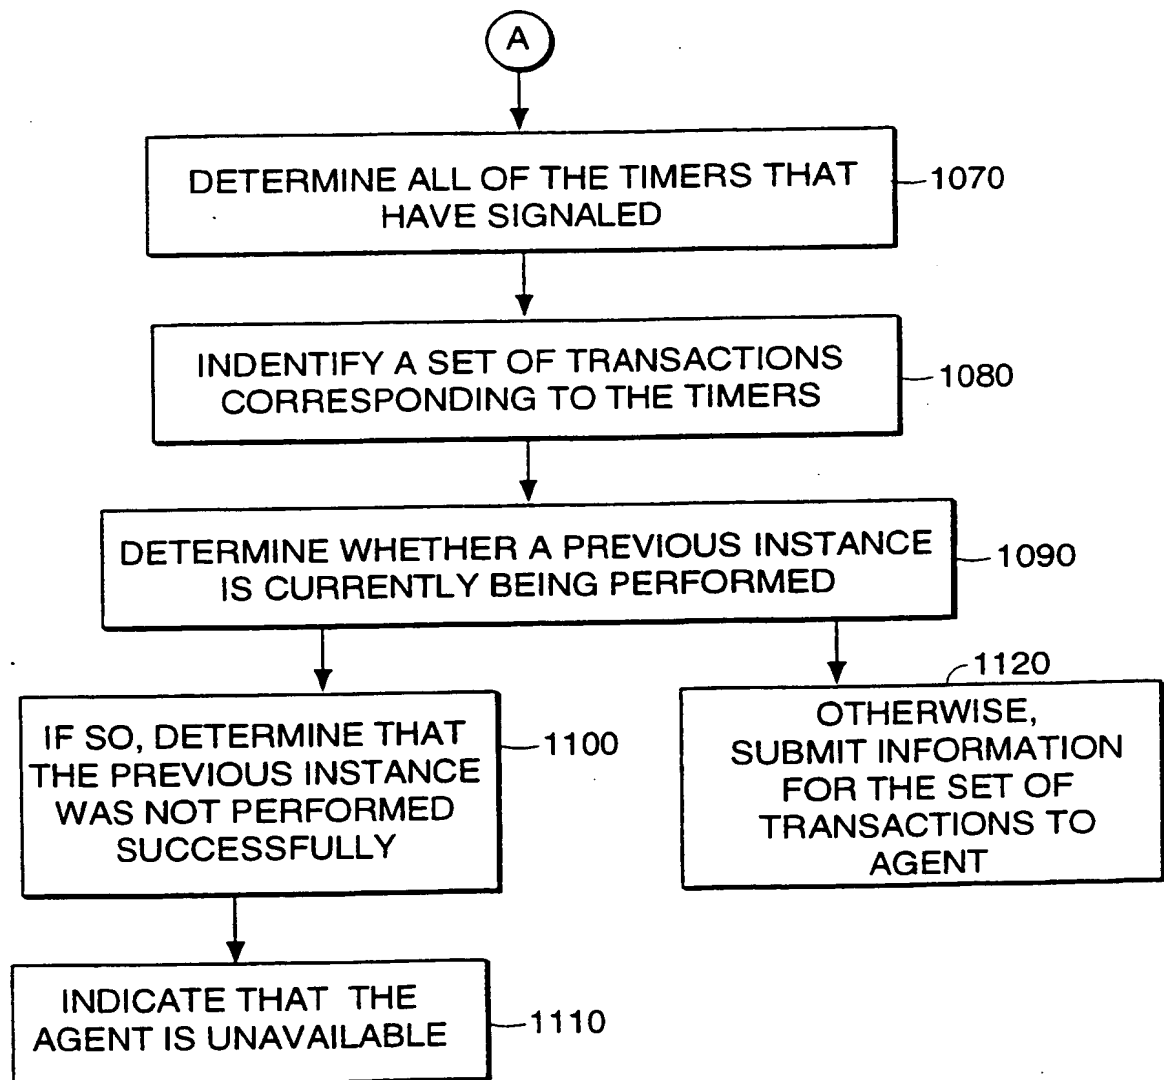 A
DETERMINE ALL OF THE TIMERS THAT
HAVE SIGNALED
1070
INDENTIFY A SET OF TRANSACTIONS
CORRESPONDING TO THE TIMERS
1080
DETERMINE WHETHER A PREVIOUS INSTANCE
IS CURRENTLY BEING PERFORMED
1090
IF SO, DETERMINE THAT
THE PREVIOUS INSTANCE
WAS NOT PERFORMED
SUCCESSFULLY
1100
1120
OTHERWISE,
SUBMIT INFORMATION
FOR THE SET OF
TRANSACTIONS TO
AGENT
INDICATE THAT THE
AGENT IS UNAVAILABLE
1110